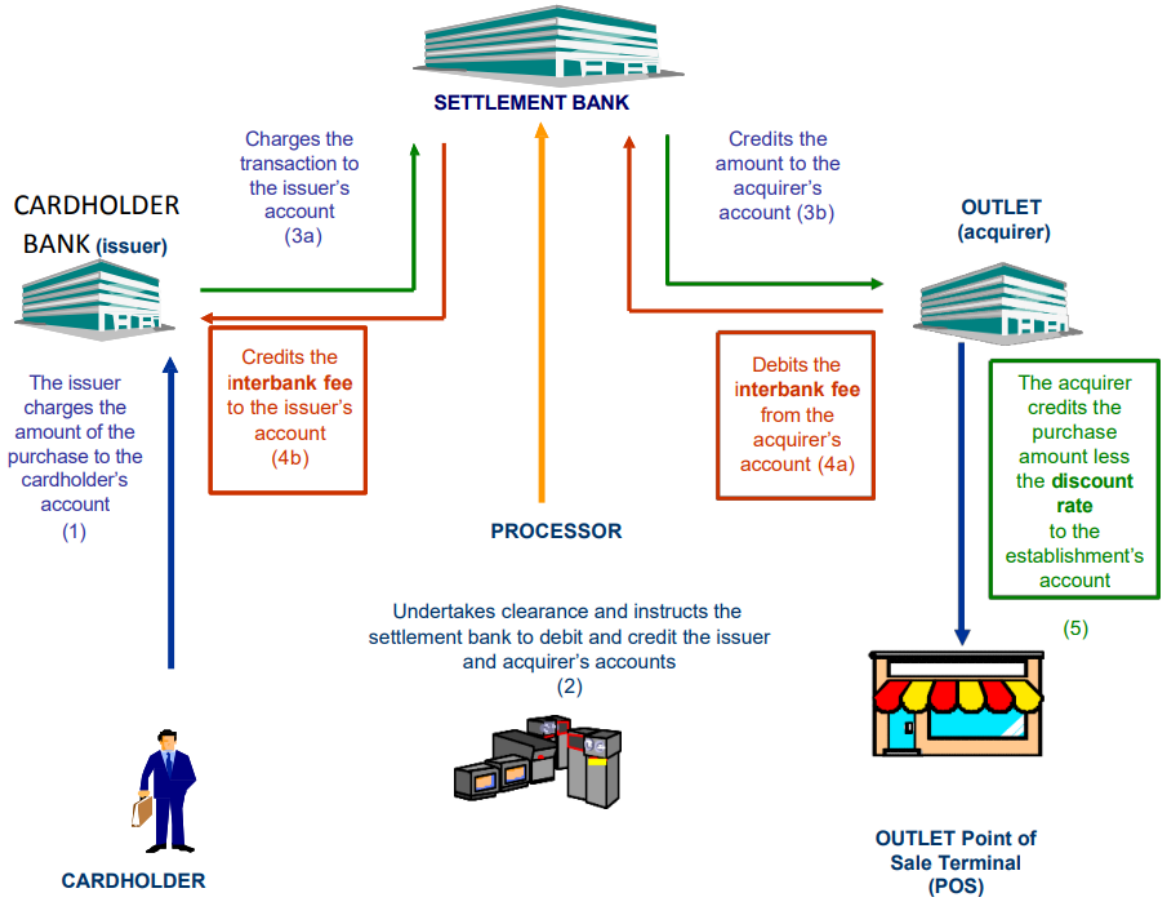 SETTLEMENT BANK
Charges the
transaction to
the issuer's
account
(3a)
Credits the
amount to the
acquirer's
account (3b)
CARDHOLDER
BANK (issuer)
OUTLET
(acquirer)
The issuer
charges the
amount of the
purchase to the
cardholder's
account
(1)
Credits the
interbank fee
to the issuer's
account
(4b)
Debits the
interbank fee
from the
acquirer's
account (4a)
The acquirer
credits the
purchase
amount less
the discount
rate
to the
establishment's
account
(5)
PROCESSOR
Undertakes clearance and instructs the
settlement bank to debit and credit the issuer
and acquirer's accounts
(2)
CARDHOLDER
OUTLET Point of
Sale Terminal
(POS)